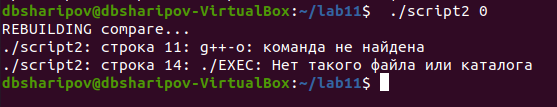 dbsharipov@dbsharipov-VirtualBox:~/lab11$ ./script2 0
REBUILDING compare...
./script2: строка 11: g++-o: команда не найдена
./script2: строка 14: ./EXEC: Нет такого файла или каталога
dbsharipov@dbsharipov-VirtualBox:~/lab11$